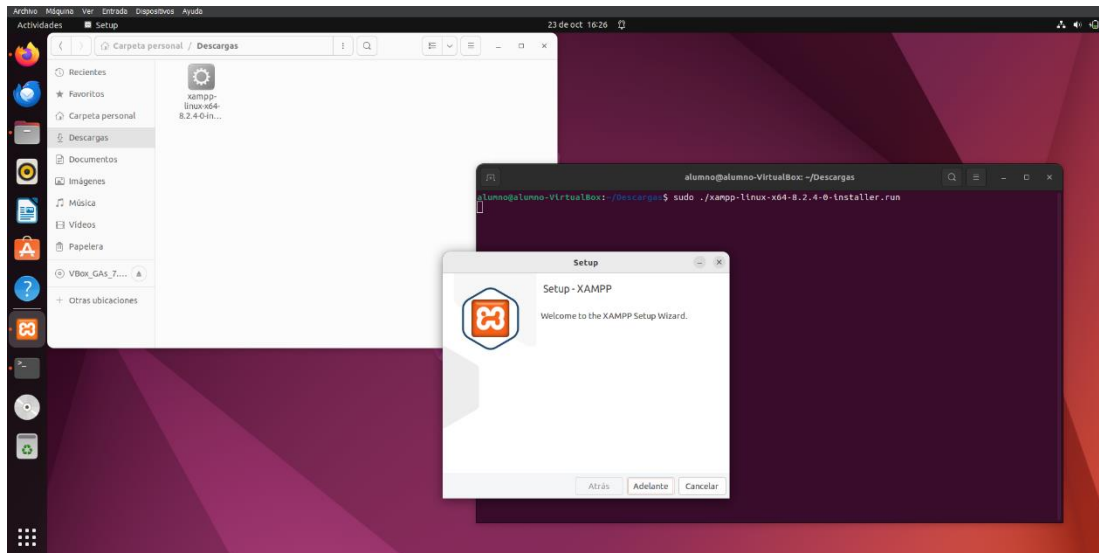 Archivo Máquina Ver Entrada Dispositivos Ayuda
Actividades Setup 23 de oct 16:26
Carpeta personal / Descargas
Recientes
Favoritos
Carpeta personal
Descargas
Documentos
Imágenes
Música
Vídeos
Papelera
VBox_GAs_7....
+ Otras ubicaciones
xampp-
linux-x64-
8.2.4-0-in...
alumno@alumno-VirtualBox: ~/Descargas
alumno@alumno-VirtualBox:~/Descargas$ sudo ./xampp-linux-x64-8.2.4-0-installer.run
Setup
Setup - XAMPP
Welcome to the XAMPP Setup Wizard.
Atrás Adelante Cancelar